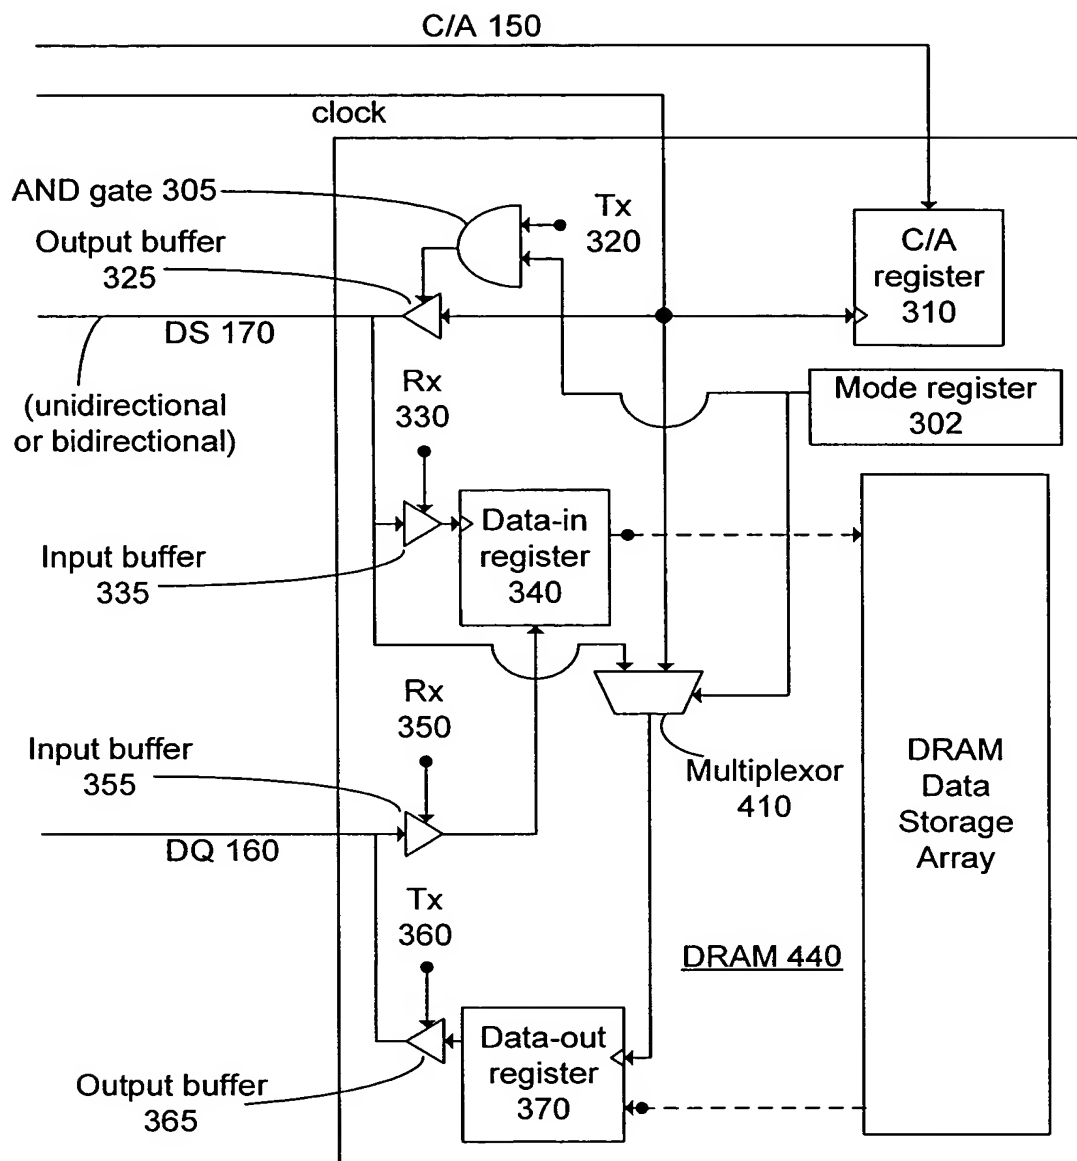 C/A 150
clock
AND gate 305
Tx
320
C/A
register
310
Output buffer
325
DS 170
(unidirectional
or bidirectional)
Rx
330
Mode register
302
Data-in
register
340
Input buffer
335
Rx
350
Input buffer
355
Multiplexor
410
DRAM
Data
Storage
Array
DQ 160
Tx
360
DRAM 440
Data-out
register
370
Output buffer
365